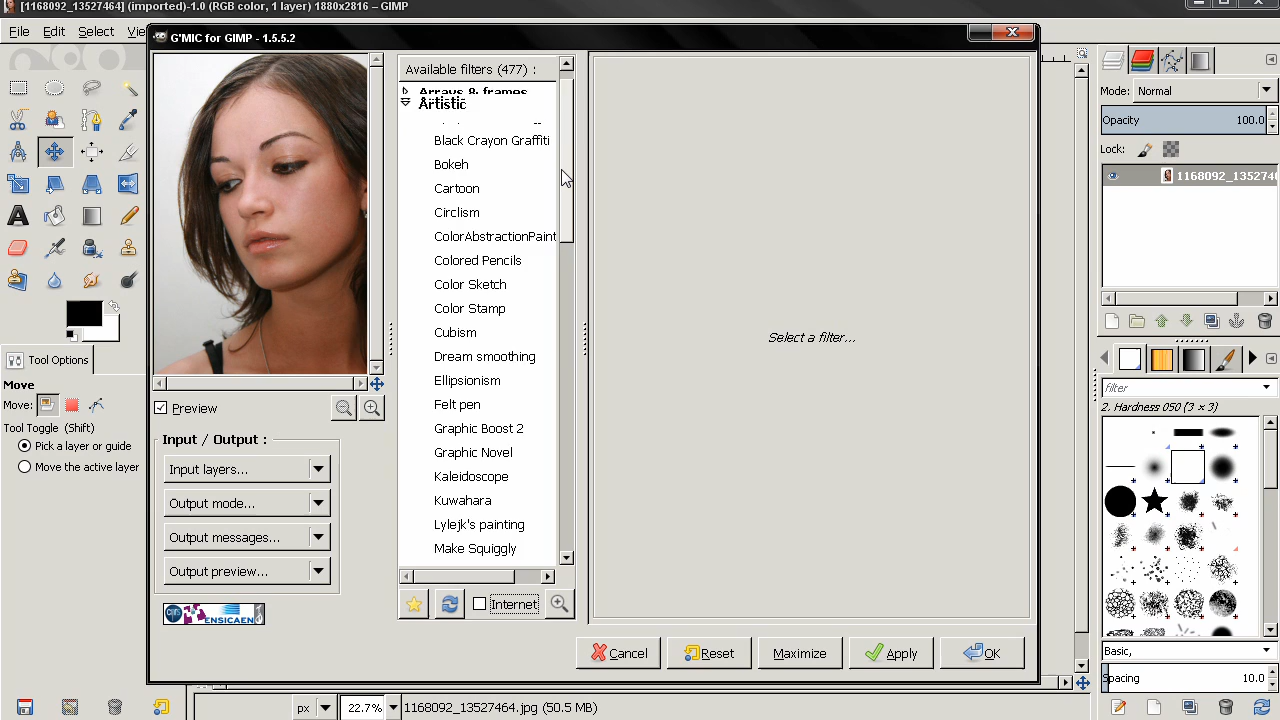 [1168092_13527464] (imported)-1.0 (RGB color, 1 layer) 1880x2816 – GIMP
File Edit Select
G'MIC for GIMP - 1.5.5.2
Available filters (477) :
Arrays & frames
Artistic
Black Crayon Graffiti
Bokeh
Cartoon
Circlism
ColorAbstractionPaint
Colored Pencils
Color Sketch
Color Stamp
Cubism
Dream smoothing
Ellipsionism
Felt pen
Graphic Boost 2
Graphic Novel
Kaleidoscope
Kuwahara
Lylejk's painting
Make Squiggly
Internet
Select a filter...
Preview
Input / Output :
Input layers...
Output mode...
Output messages...
Output preview...
ENSICAEN
Cancel
Reset
Maximize
Apply
OK
Tool Options
Move
Move:
Tool Toggle (Shift)
Pick a layer or guide
Move the active layer
Mode: Normal
Opacity 100.0
Lock:
1168092_1352746
filter
2. Hardness 050 (3 × 3)
Basic,
Spacing 10.0
px
22.7%
1168092_13527464.jpg (50.5 MB)